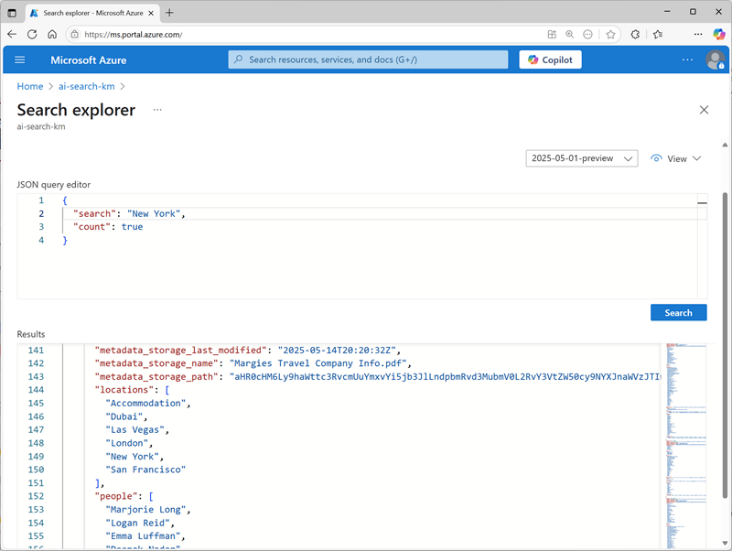 Search explorer - Microsoft Azure
https://ms.portal.azure.com/
Microsoft Azure
Search resources, services, and docs (G+/)
Copilot
Home > ai-search-km >
Search explorer ...
ai-search-km
2025-05-01-preview
View
JSON query editor
1 {
2 "search": "New York",
3 "count": true
4 }
Search
Results
141 "metadata_storage_last_modified": "2025-05-14T20:20:32Z",
142 "metadata_storage_name": "Margies Travel Company Info.pdf",
143 "metadata_storage_path":
144 "locations": [
145 "Accommodation",
146 "Dubai",
147 "Las Vegas",
148 "London",
149 "New York",
150 "San Francisco"
151 ],
152 "people": [
153 "Marjorie Long",
154 "Logan Reid",
155 "Emma Luffman",